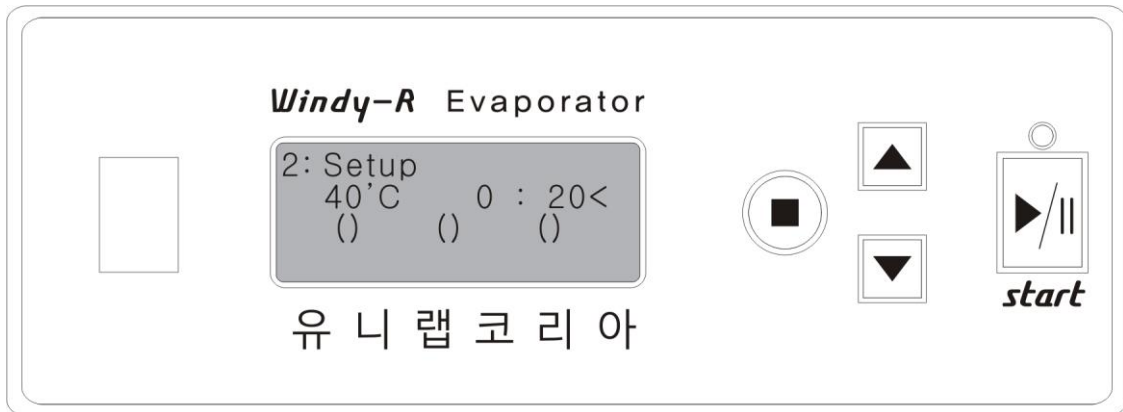 Windy-R Evaporator
2: Setup
40'C 0 : 20<
() () ()
유니랩코리아
start